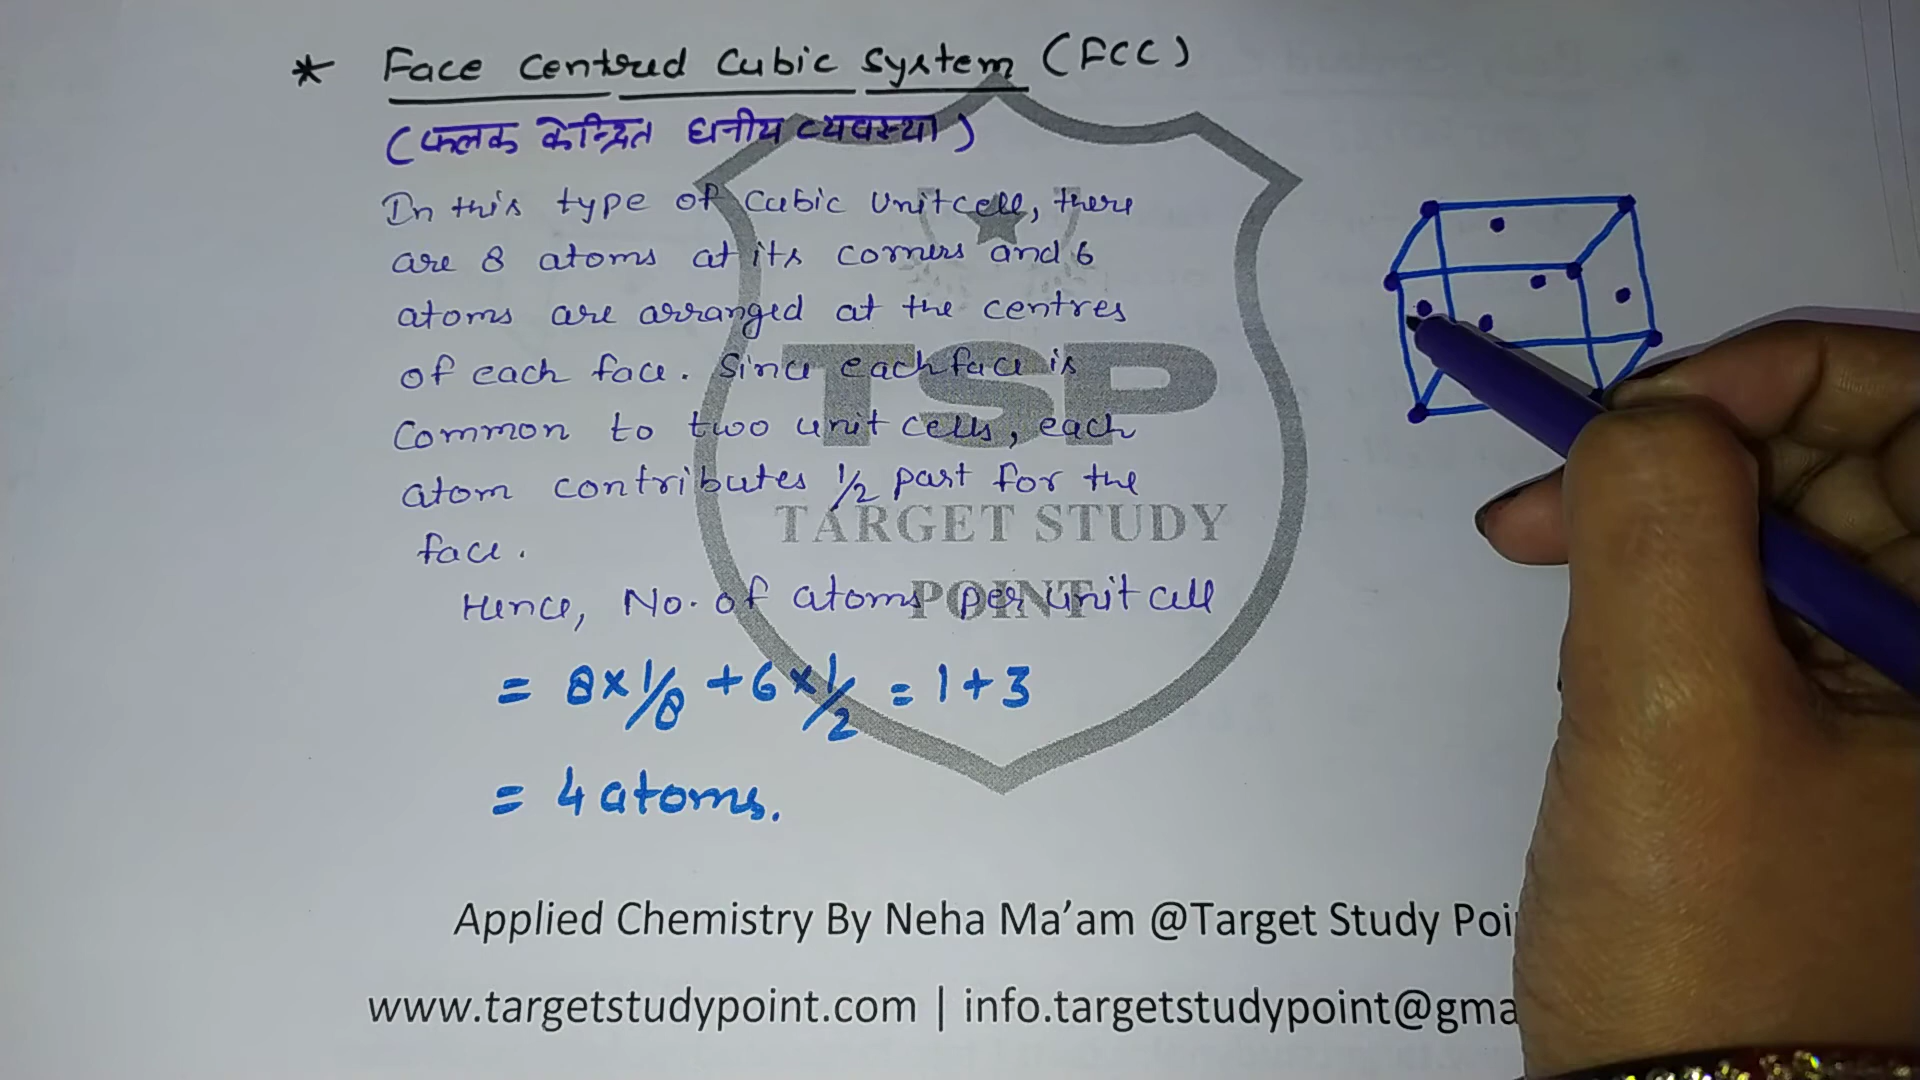 * Face Centred Cubic System (FCC)
(फलक केन्द्रित घनीय व्यवस्था)
In this type of Cubic Unitcell, there
are 8 atoms at its corners and 6
atoms are arranged at the centres
of each face. Since each face is
Common to two unit cells, each
atom contributes 1/2 part for the
face.
Hence, No. of atoms per unit cell
= 8×1/8 + 6×1/2 = 1+3
= 4 atoms.
TSP
TARGET STUDY
POINT
Applied Chemistry By Neha Ma'am @Target Study Poi
www.targetstudypoint.com | info.targetstudypoint@gma